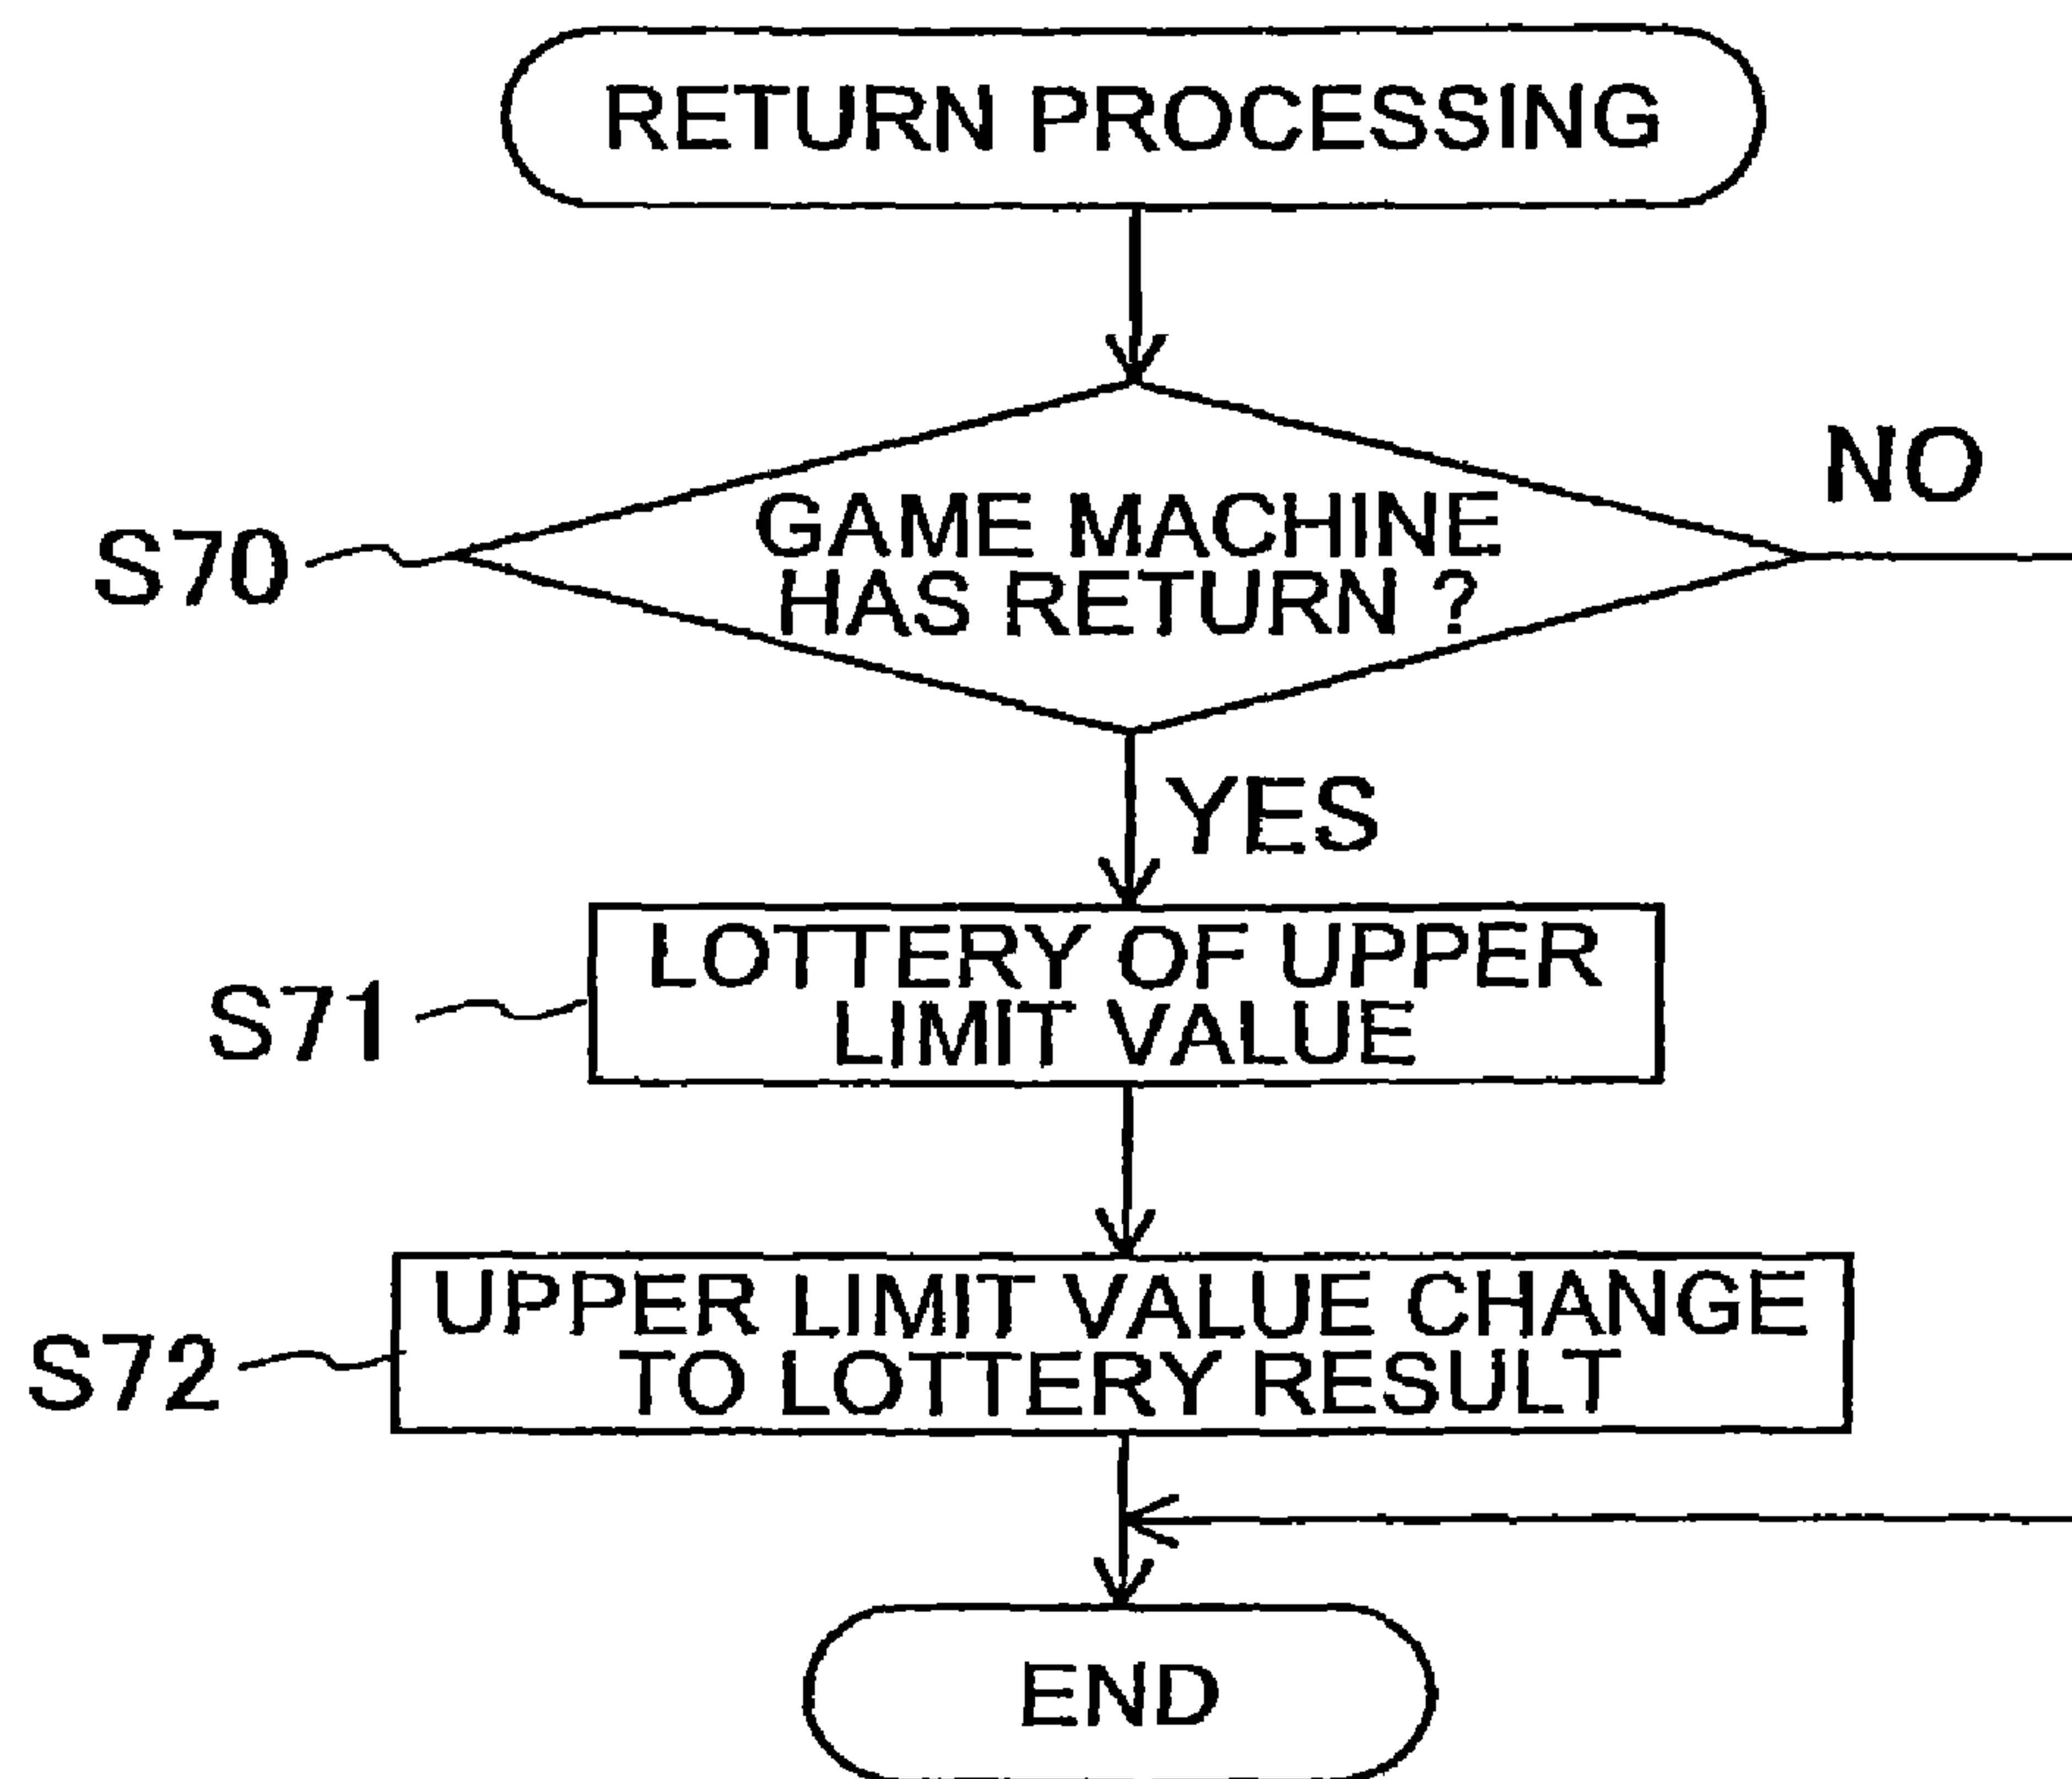 RETURN PROCESSING
NO
GAME MACHINE
HAS RETURN ?
S70
YES
LOTTERY OF UPPER
LIMIT VALUE
S71
UPPER LIMIT VALUE CHANGE
TO LOTTERY RESULT
S72
END